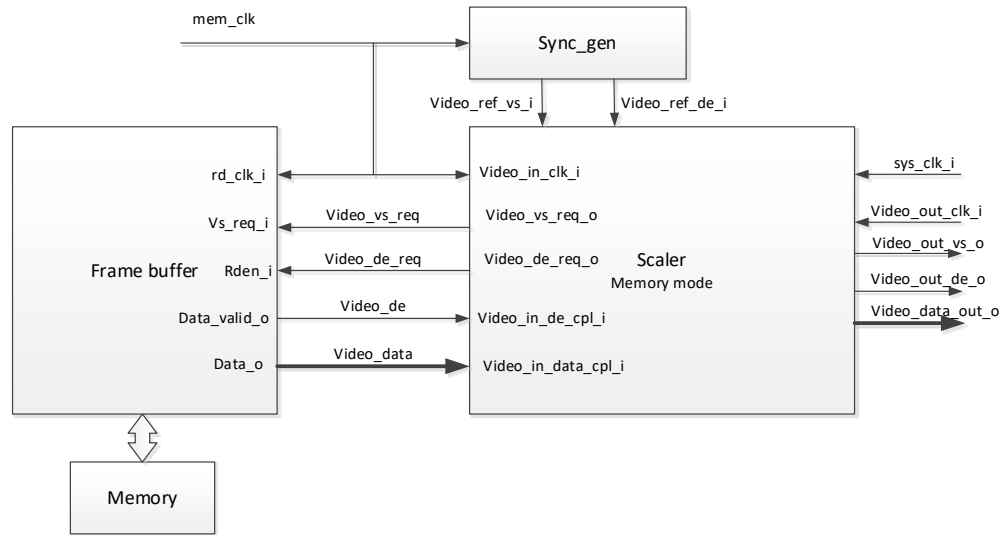 mem_clk
Sync_gen
Video_ref_vs_i
Video_ref_de_i
rd_clk_i
Video_in_clk_i
sys_clk_i
Vs_req_i
Video_vs_req
Video_vs_req_o
Video_out_clk_i
Video_out_vs_o
Frame buffer
Rden_i
Video_de_req
Video_de_req_o
Scaler
Memory mode
Video_out_de_o
Data_valid_o
Video_de
Video_in_de_cpl_i
Video_data_out_o
Data_o
Video_data
Video_in_data_cpl_i
Memory